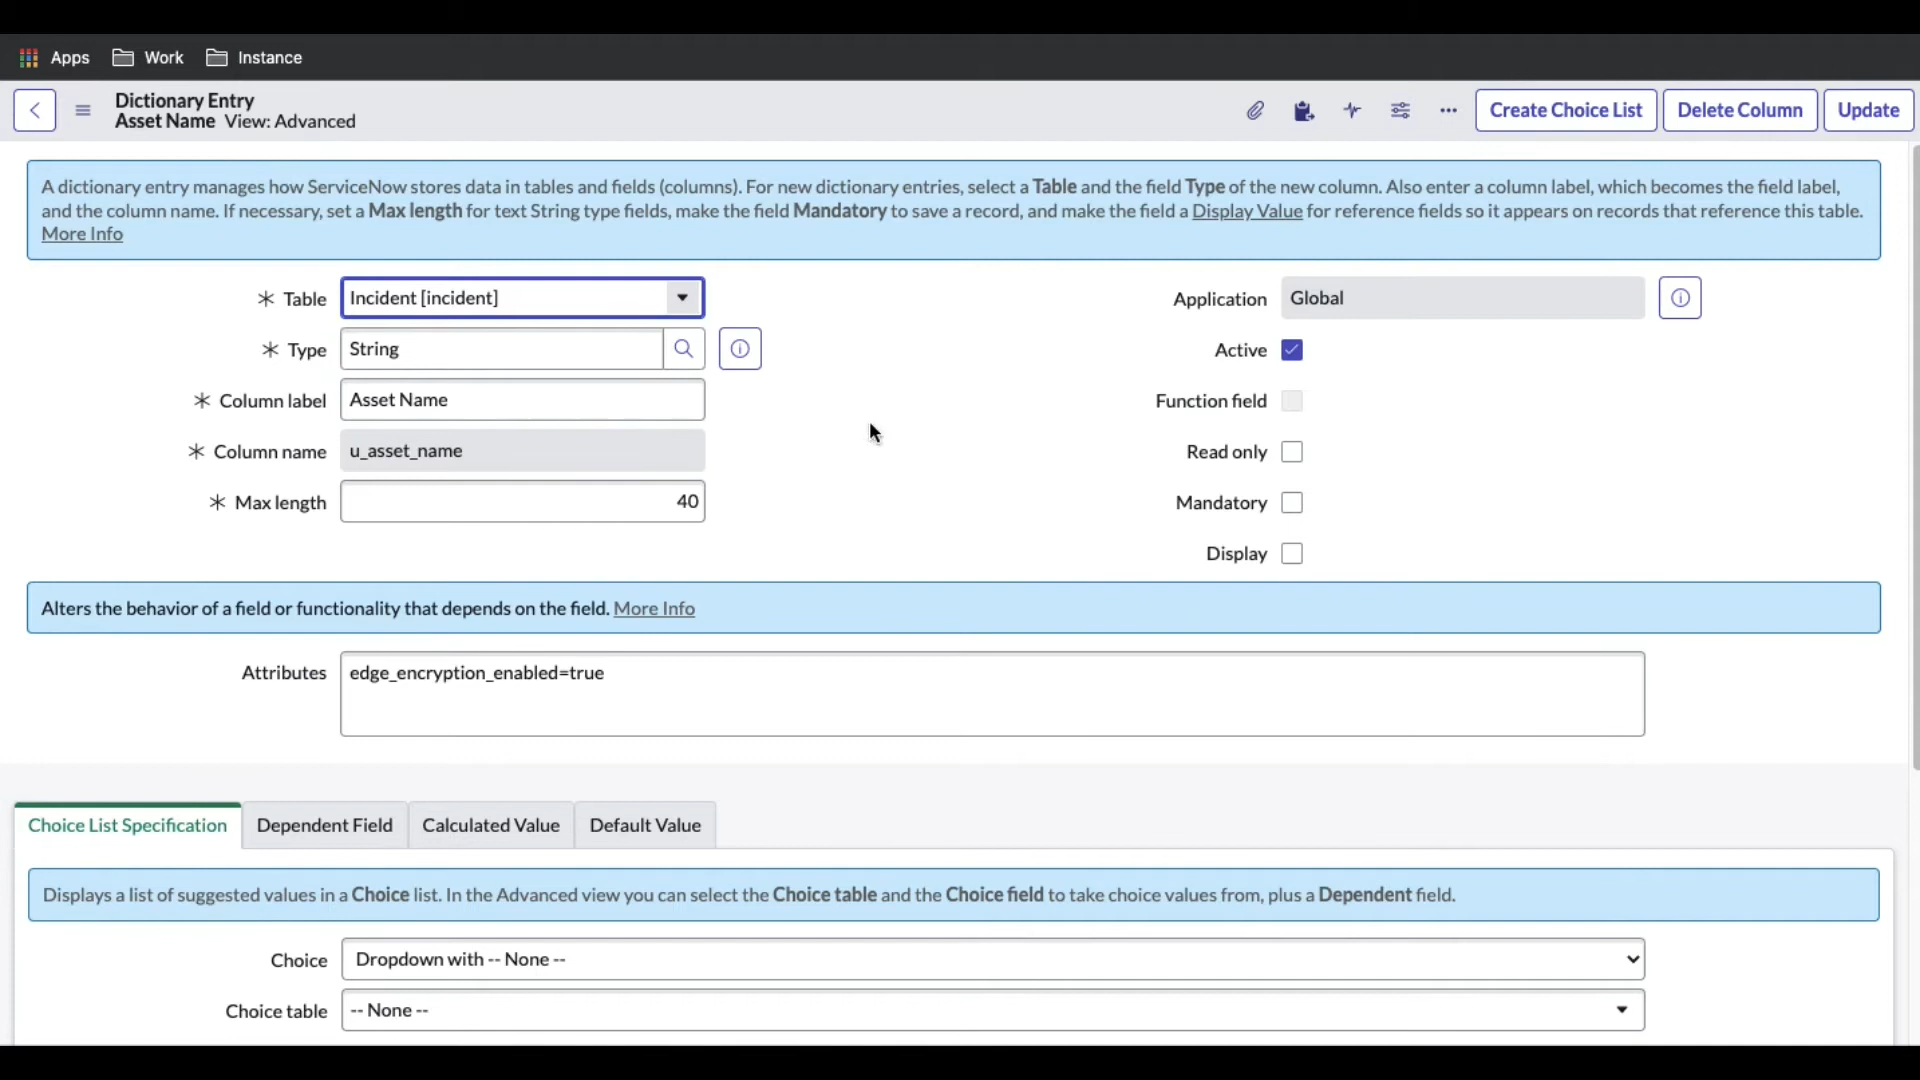 Apps Work Instance
Dictionary Entry
Asset Name View: Advanced
Create Choice List Delete Column Update
A dictionary entry manages how ServiceNow stores data in tables and fields (columns). For new dictionary entries, select a Table and the field Type of the new column. Also enter a column label, which becomes the field label,
and the column name. If necessary, set a Max length for text String type fields, make the field Mandatory to save a record, and make the field a Display Value for reference fields so it appears on records that reference this table.
More Info
Table Incident [incident]
Type String
Column label Asset Name
Column name u_asset_name
Max length 40
Application Global
Active
Function field
Read only
Mandatory
Display
Alters the behavior of a field or functionality that depends on the field. More Info
Attributes edge_encryption_enabled=true
Choice List Specification Dependent Field Calculated Value Default Value
Displays a list of suggested values in a Choice list. In the Advanced view you can select the Choice table and the Choice field to take choice values from, plus a Dependent field.
Choice Dropdown with -- None --
Choice table -- None --